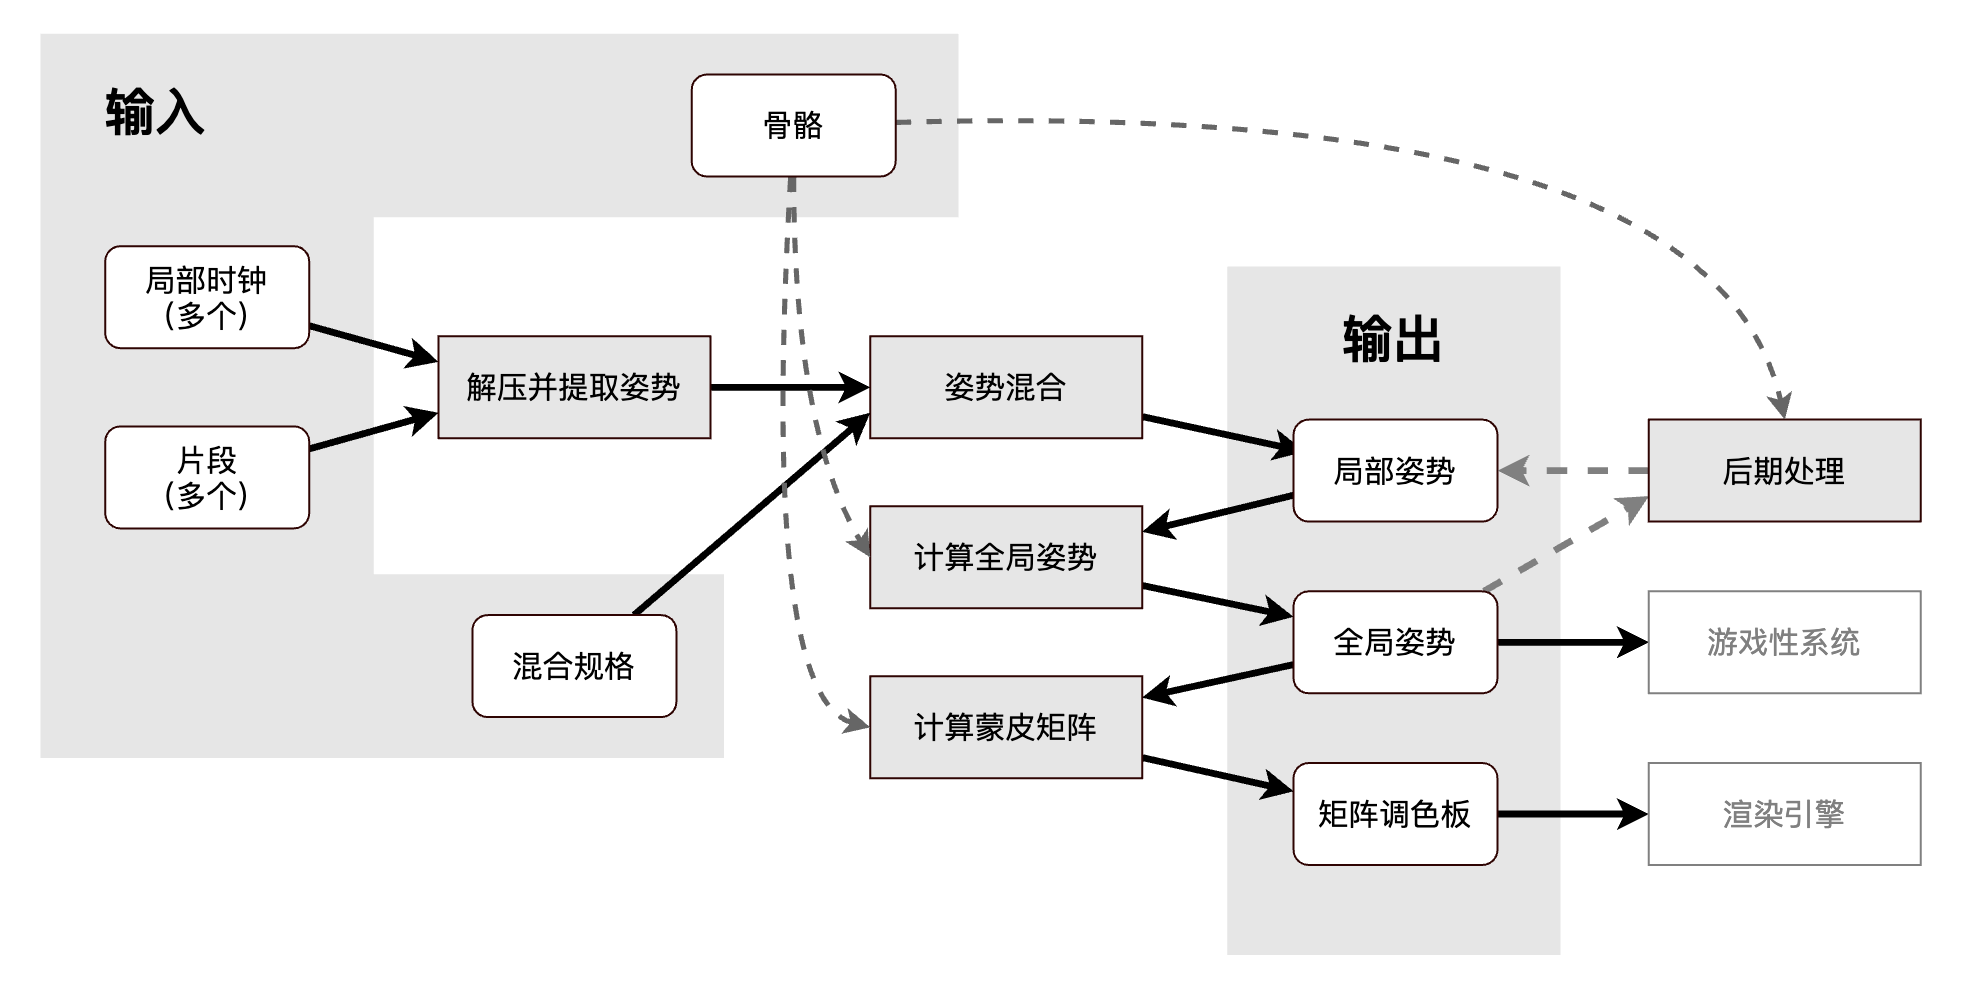 输入
骨骼
局部时钟
(多个)
解压并提取姿势
姿势混合
输出
片段
(多个)
局部姿势
后期处理
计算全局姿势
混合规格
全局姿势
游戏性系统
计算蒙皮矩阵
矩阵调色板
渲染引擎